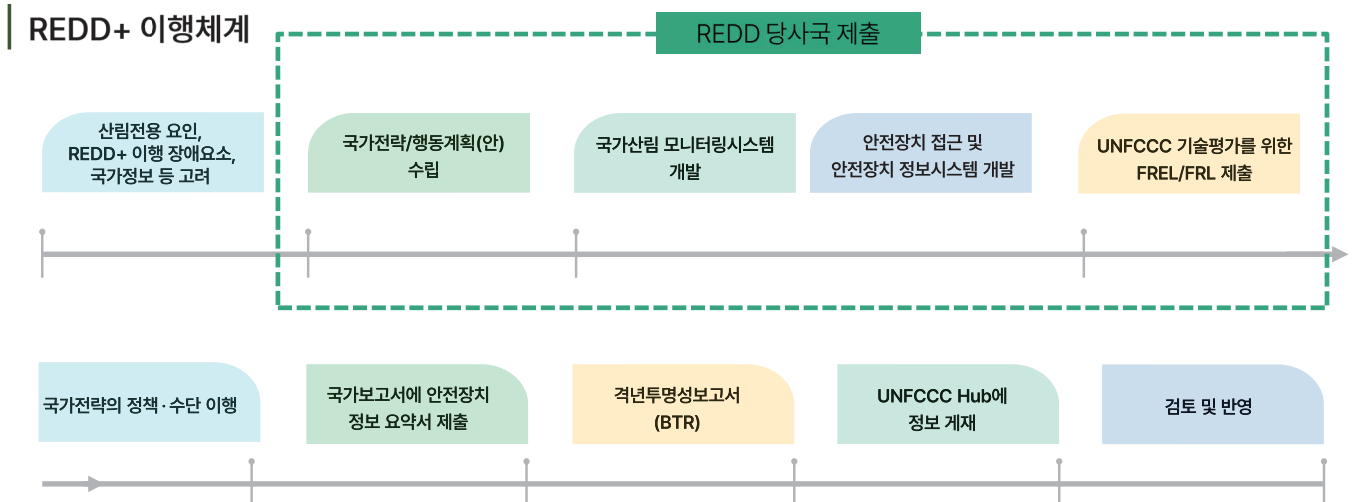 REDD+ 이행체계
REDD 당사국 제출
산림전용 요인,
REDD+ 이행 장애요소,
국가정보 등 고려
국가전략/행동계획(안)
수립
국가산림 모니터링시스템
개발
안전장치 접근 및
안전장치 정보시스템 개발
UNFCCC 기술평가를 위한
FREL/FRL 제출
국가전략의 정책·수단 이행
국가보고서에 안전장치
정보 요약서 제출
격년투명성보고서
(BTR)
UNFCCC Hub에
정보 게재
검토 및 반영